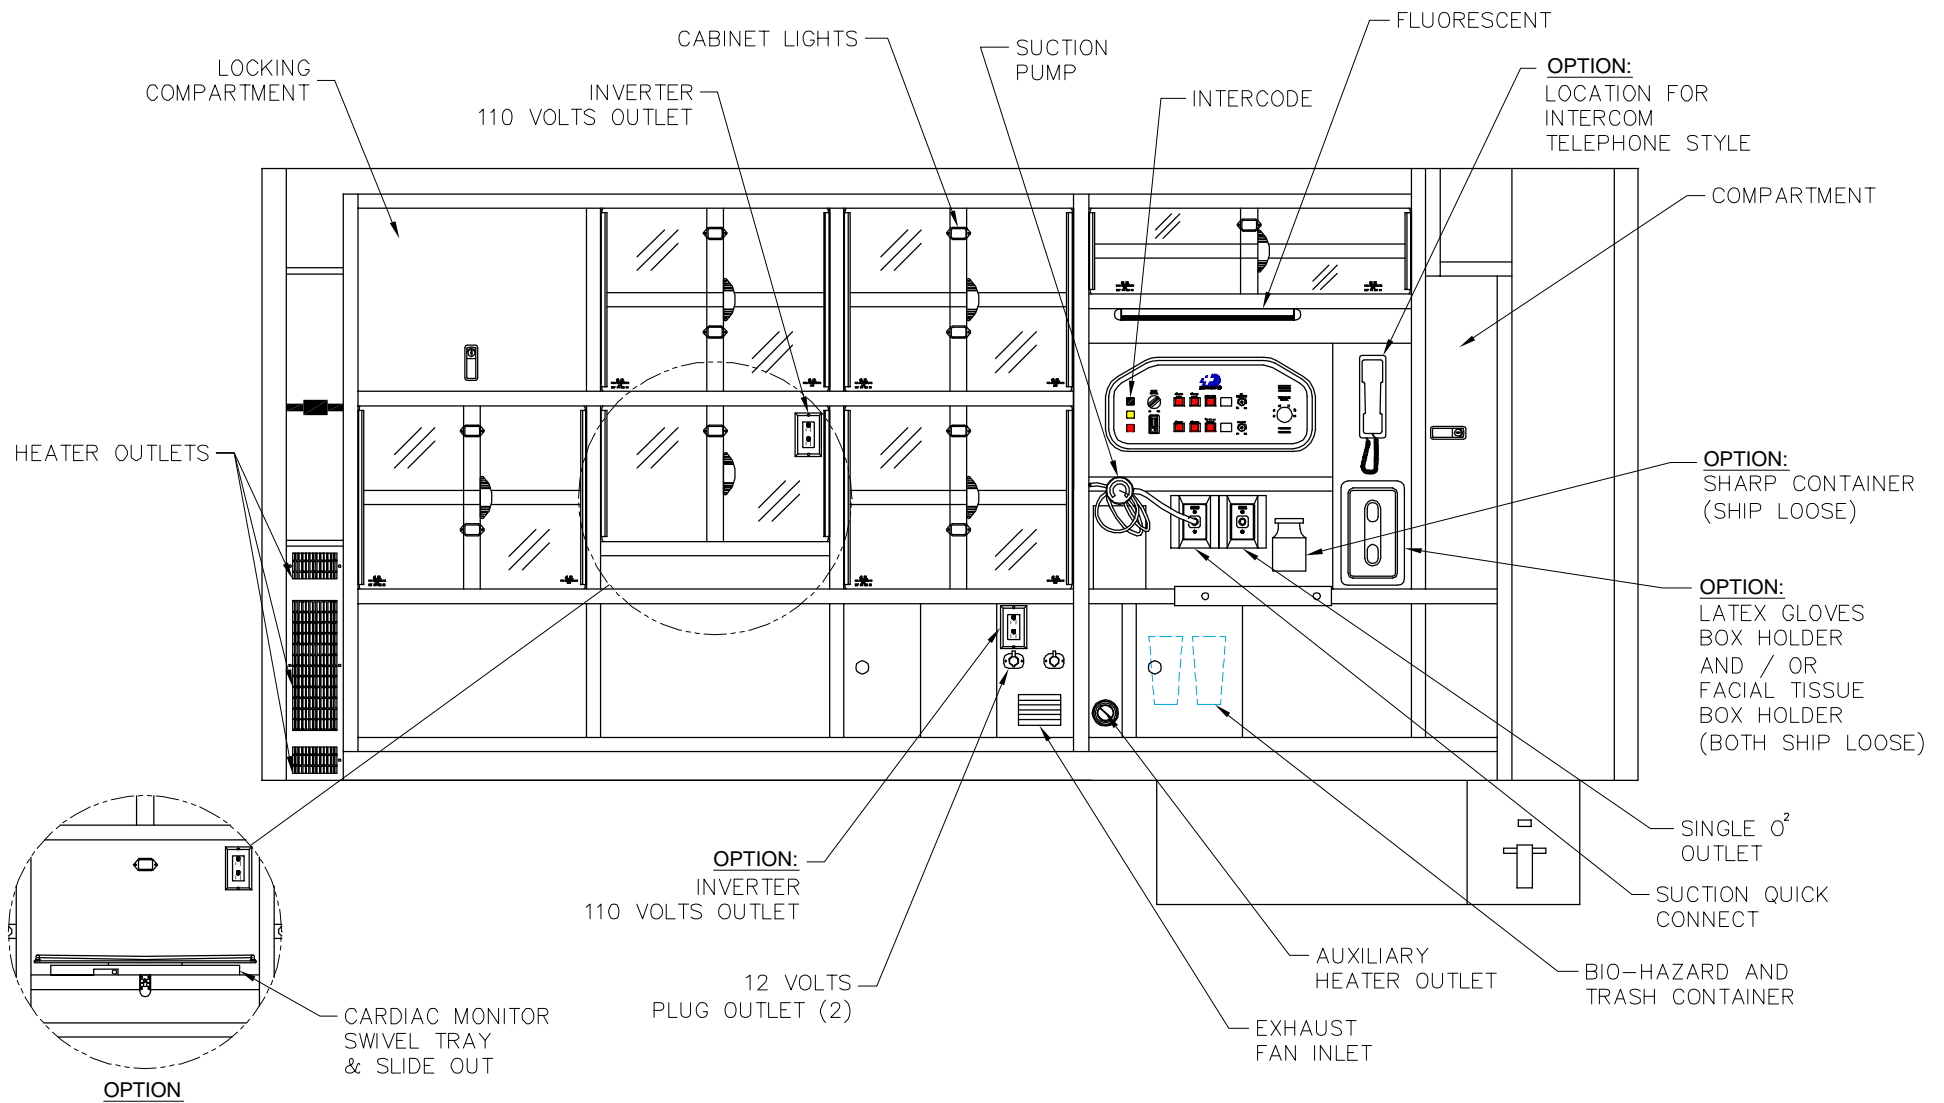 FLUORESCENT
CABINET LIGHTS
SUCTION
PUMP
LOCKING
COMPARTMENT
INVERTER
110 VOLTS OUTLET
INTERCODE
OPTION:
LOCATION FOR
INTERCOM
TELEPHONE STYLE
COMPARTMENT
HEATER OUTLETS
OPTION:
SHARP CONTAINER
(SHIP LOOSE)
OPTION:
LATEX GLOVES
BOX HOLDER
AND / OR
FACIAL TISSUE
BOX HOLDER
(BOTH SHIP LOOSE)
SINGLE O²
OUTLET
OPTION:
INVERTER
110 VOLTS OUTLET
SUCTION QUICK
CONNECT
AUXILIARY
HEATER OUTLET
BIO-HAZARD AND
TRASH CONTAINER
12 VOLTS
PLUG OUTLET (2)
EXHAUST
FAN INLET
CARDIAC MONITOR
SWIVEL TRAY
& SLIDE OUT
OPTION